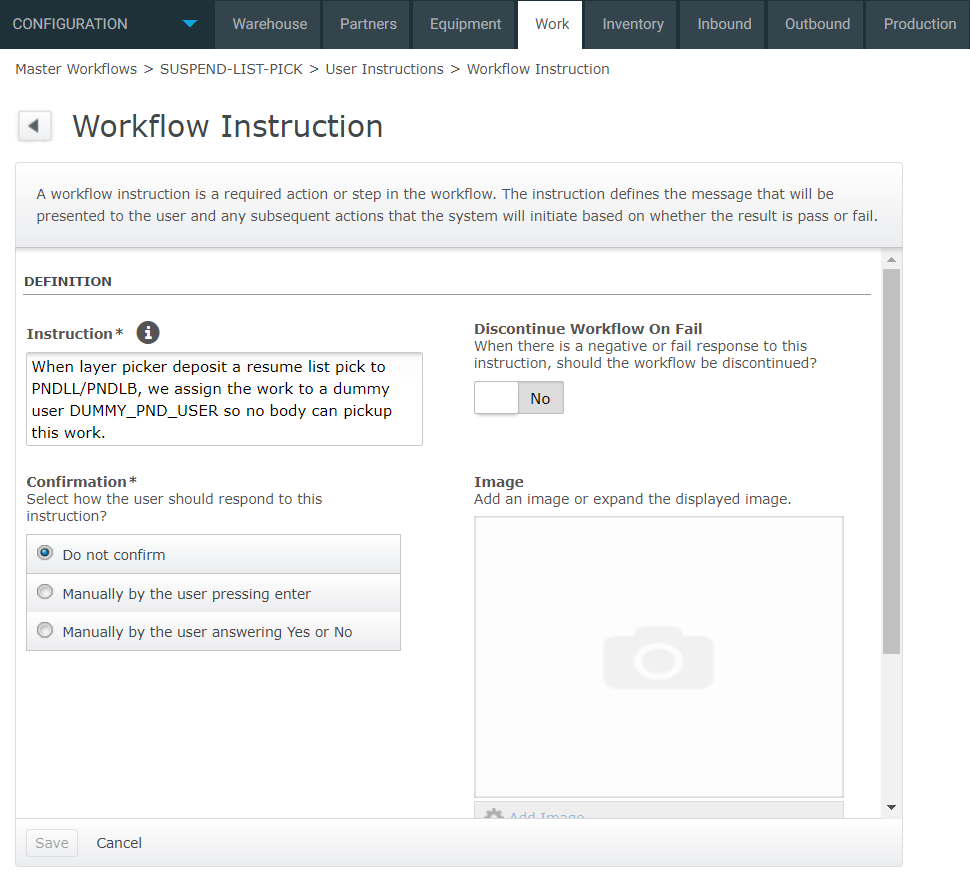 CONFIGURATION Warehouse Partners Equipment Work Inventory Inbound Outbound Production
Master Workflows > SUSPEND-LIST-PICK > User Instructions > Workflow Instruction
Workflow Instruction
A workflow instruction is a required action or step in the workflow. The instruction defines the message that will be
presented to the user and any subsequent actions that the system will initiate based on whether the result is pass or fail.
DEFINITION
Instruction*
When layer picker deposit a resume list pick to
PNDLL/PNDLB, we assign the work to a dummy
user DUMMY_PND_USER so no body can pickup
this work.
Discontinue Workflow On Fail
When there is a negative or fail response to this
instruction, should the workflow be discontinued?
No
Confirmation*
Select how the user should respond to this
instruction?
Do not confirm
Manually by the user pressing enter
Manually by the user answering Yes or No
Image
Add an image or expand the displayed image.
Add Image
Save Cancel